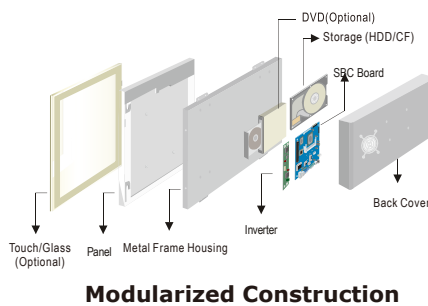 DVD(Optional)
Storage (HDD/CF)
SBC Board
Back Cover
Inverter
Metal Frame Housing
Panel
Touch/Glass
(Optional)
Modularized Construction